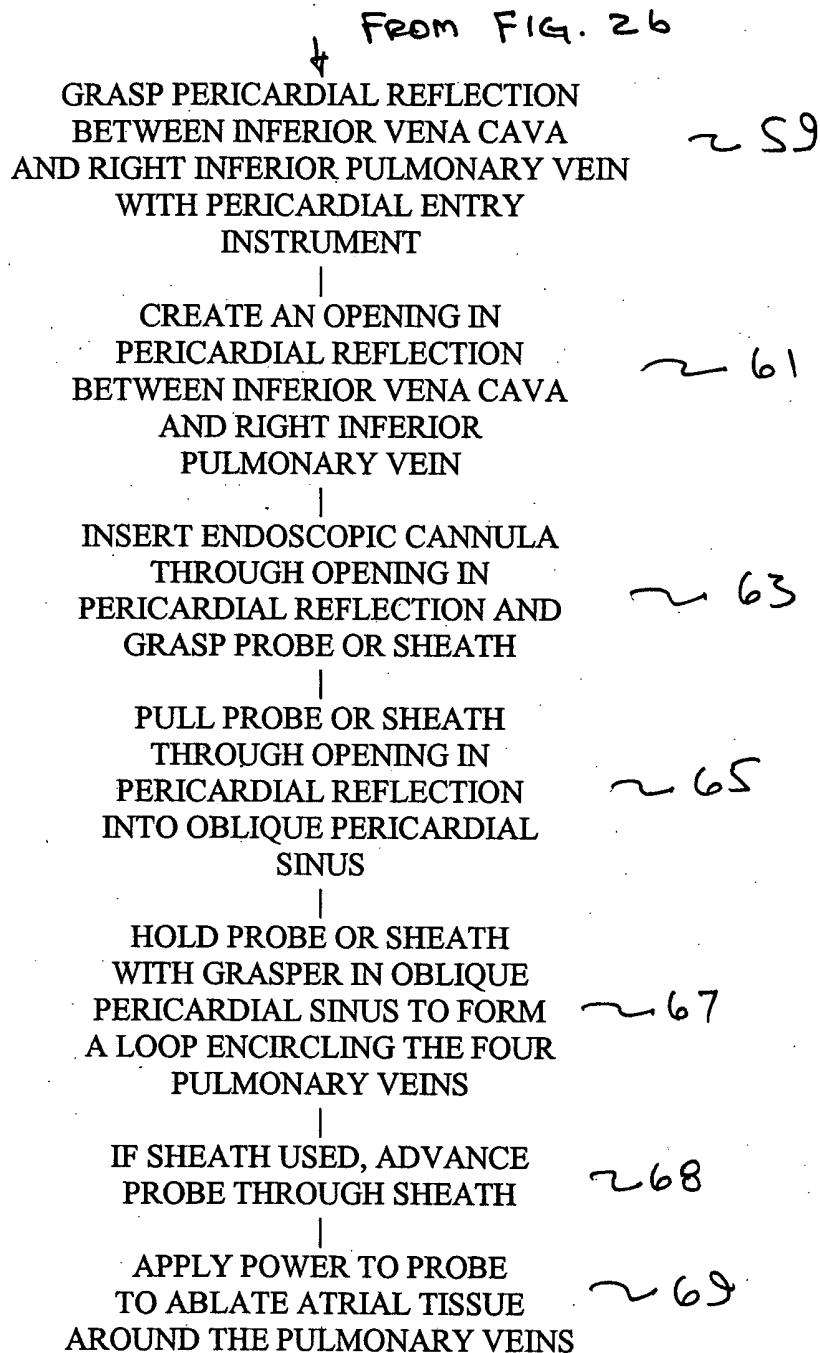 FROM FIG. 2b
GRASP PERICARDIAL REFLECTION
BETWEEN INFERIOR VENA CAVA
AND RIGHT INFERIOR PULMONARY VEIN
WITH PERICARDIAL ENTRY
INSTRUMENT
59
CREATE AN OPENING IN
PERICARDIAL REFLECTION
BETWEEN INFERIOR VENA CAVA
AND RIGHT INFERIOR
PULMONARY VEIN
61
INSERT ENDOSCOPIC CANNULA
THROUGH OPENING IN
PERICARDIAL REFLECTION AND
GRASP PROBE OR SHEATH
63
PULL PROBE OR SHEATH
THROUGH OPENING IN
PERICARDIAL REFLECTION
INTO OBLIQUE PERICARDIAL
SINUS
65
HOLD PROBE OR SHEATH
WITH GRASPER IN OBLIQUE
PERICARDIAL SINUS TO FORM
A LOOP ENCIRCLING THE FOUR
PULMONARY VEINS
67
IF SHEATH USED, ADVANCE
PROBE THROUGH SHEATH
68
APPLY POWER TO PROBE
TO ABLATE ATRIAL TISSUE
AROUND THE PULMONARY VEINS
69